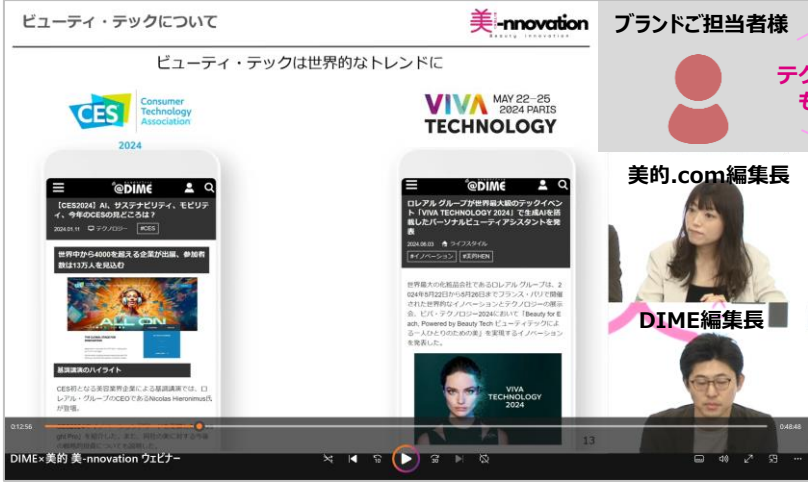 ビューティ・テックについて
美-nnovation
Beauty Innovation
ブランドご担当者様
ビューティ・テックは世界的なトレンドに
テク
も
CES
Consumer
Technology
Association
2024
VIVA
MAY 22–25
2024 PARIS
TECHNOLOGY
@DIME
【CES2024】AI、サステナビリティ、モビリテ
ィ、今年のCESの見どころは？
2024.01.11 テクノロジー #CES
世界中から4000を超える企業が出展、参加者
数は13万人を見込む
ALL ON
基調講演のハイライト
CES初となる美容業界企業による基調講演では、ロ
レアル・グループのCEOであるNicolas Hieronimus氏
が登場。
@DIME
ロレアル グループが世界最大級のテックイベン
ト「VIVA TECHNOLOGY 2024」で生成AIを搭
載したパーソナルビューティアシスタントを発
表
2024.06.03 ライフスタイル
#イノベーション #美的HEN
世界最大の化粧品会社であるロレアル グループは、2
024年5月22日から5月26日までフランス・パリで開催
された世界的なイノベーションとテクノロジーの展示
会、ビバ・テクノロジー2024において「Beauty for E
ach, Powered by Beauty Tech ビューティテックによ
る一人ひとりのための美」を実現するイノベーション
を発表した。
VIVA
TECHNOLOGY
2024
美的.com編集長
DIME編集長
13
0:12:56
0:48:48
DIME×美的 美-nnovation ウェビナー